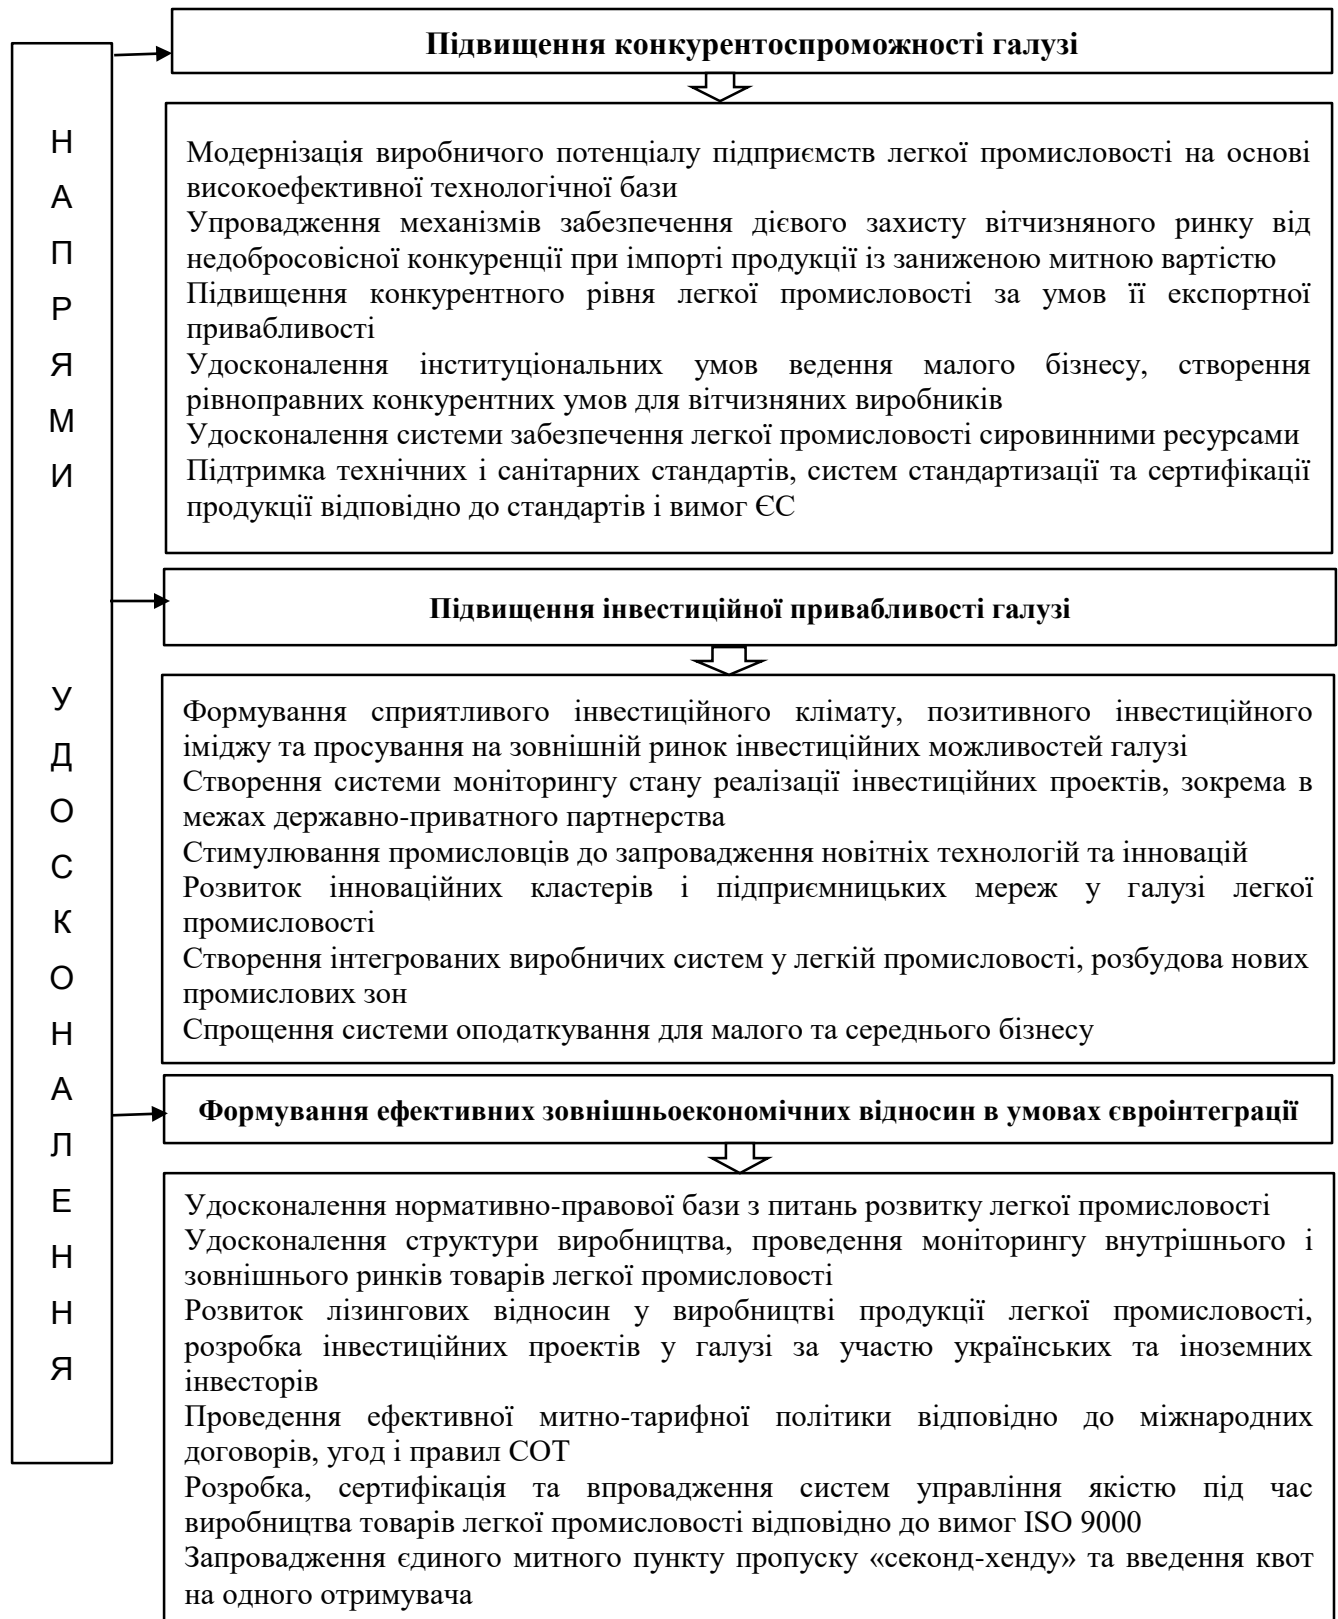 НАПРЯМИ УДОСКОНАЛЕННЯ
Підвищення конкурентоспроможності галузі
Модернізація виробничого потенціалу підприємств легкої промисловості на основі
високоефективної технологічної бази
Упровадження механізмів забезпечення дієвого захисту вітчизняного ринку від
недобросовісної конкуренції при імпорті продукції із заниженою митною вартістю
Підвищення конкурентного рівня легкої промисловості за умов її експортної
привабливості
Удосконалення інституціональних умов ведення малого бізнесу, створення
рівноправних конкурентних умов для вітчизняних виробників
Удосконалення системи забезпечення легкої промисловості сировинними ресурсами
Підтримка технічних і санітарних стандартів, систем стандартизації та сертифікації
продукції відповідно до стандартів і вимог ЄС
Підвищення інвестиційної привабливості галузі
Формування сприятливого інвестиційного клімату, позитивного інвестиційного
іміджу та просування на зовнішній ринок інвестиційних можливостей галузі
Створення системи моніторингу стану реалізації інвестиційних проектів, зокрема в
межах державно-приватного партнерства
Стимулювання промисловців до запровадження новітніх технологій та інновацій
Розвиток інноваційних кластерів і підприємницьких мереж у галузі легкої
промисловості
Створення інтегрованих виробничих систем у легкій промисловості, розбудова нових
промислових зон
Спрощення системи оподаткування для малого та середнього бізнесу
Формування ефективних зовнішньоекономічних відносин в умовах євроінтеграції
Удосконалення нормативно-правової бази з питань розвитку легкої промисловості
Удосконалення структури виробництва, проведення моніторингу внутрішнього і
зовнішнього ринків товарів легкої промисловості
Розвиток лізингових відносин у виробництві продукції легкої промисловості,
розробка інвестиційних проектів у галузі за участю українських та іноземних
інвесторів
Проведення ефективної митно-тарифної політики відповідно до міжнародних
договорів, угод і правил СОТ
Розробка, сертифікація та впровадження систем управління якістю під час
виробництва товарів легкої промисловості відповідно до вимог ISO 9000
Запровадження єдиного митного пункту пропуску «секонд-хенду» та введення квот
на одного отримувача